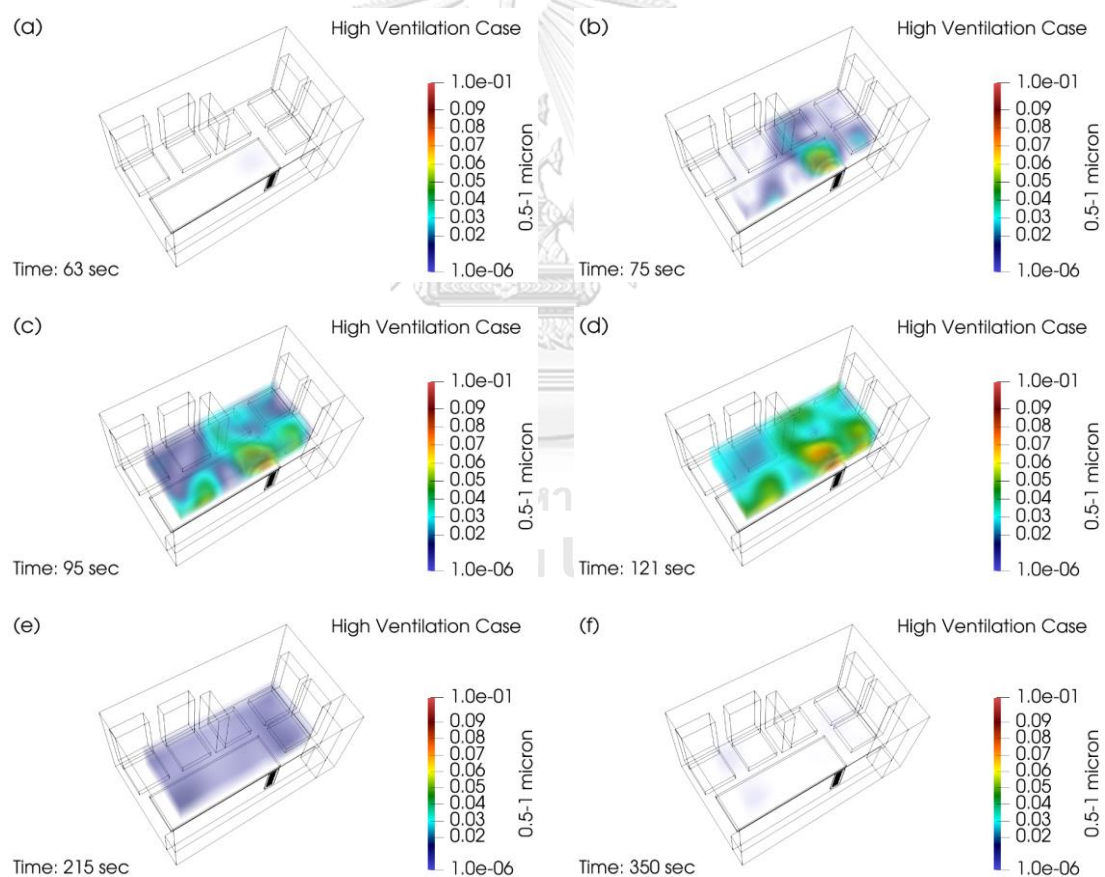 (a)
High Ventilation Case
1.0e-01
0.09
0.08
0.07
0.06
0.05
0.04
0.03
0.02
1.0e-06
0.5-1 micron
Time: 63 sec
(b)
High Ventilation Case
1.0e-01
0.09
0.08
0.07
0.06
0.05
0.04
0.03
0.02
1.0e-06
0.5-1 micron
Time: 75 sec
(c)
High Ventilation Case
1.0e-01
0.09
0.08
0.07
0.06
0.05
0.04
0.03
0.02
1.0e-06
0.5-1 micron
Time: 95 sec
(d)
High Ventilation Case
1.0e-01
0.09
0.08
0.07
0.06
0.05
0.04
0.03
0.02
1.0e-06
0.5-1 micron
Time: 121 sec
(e)
High Ventilation Case
1.0e-01
0.09
0.08
0.07
0.06
0.05
0.04
0.03
0.02
1.0e-06
0.5-1 micron
Time: 215 sec
(f)
High Ventilation Case
1.0e-01
0.09
0.08
0.07
0.06
0.05
0.04
0.03
0.02
1.0e-06
0.5-1 micron
Time: 350 sec